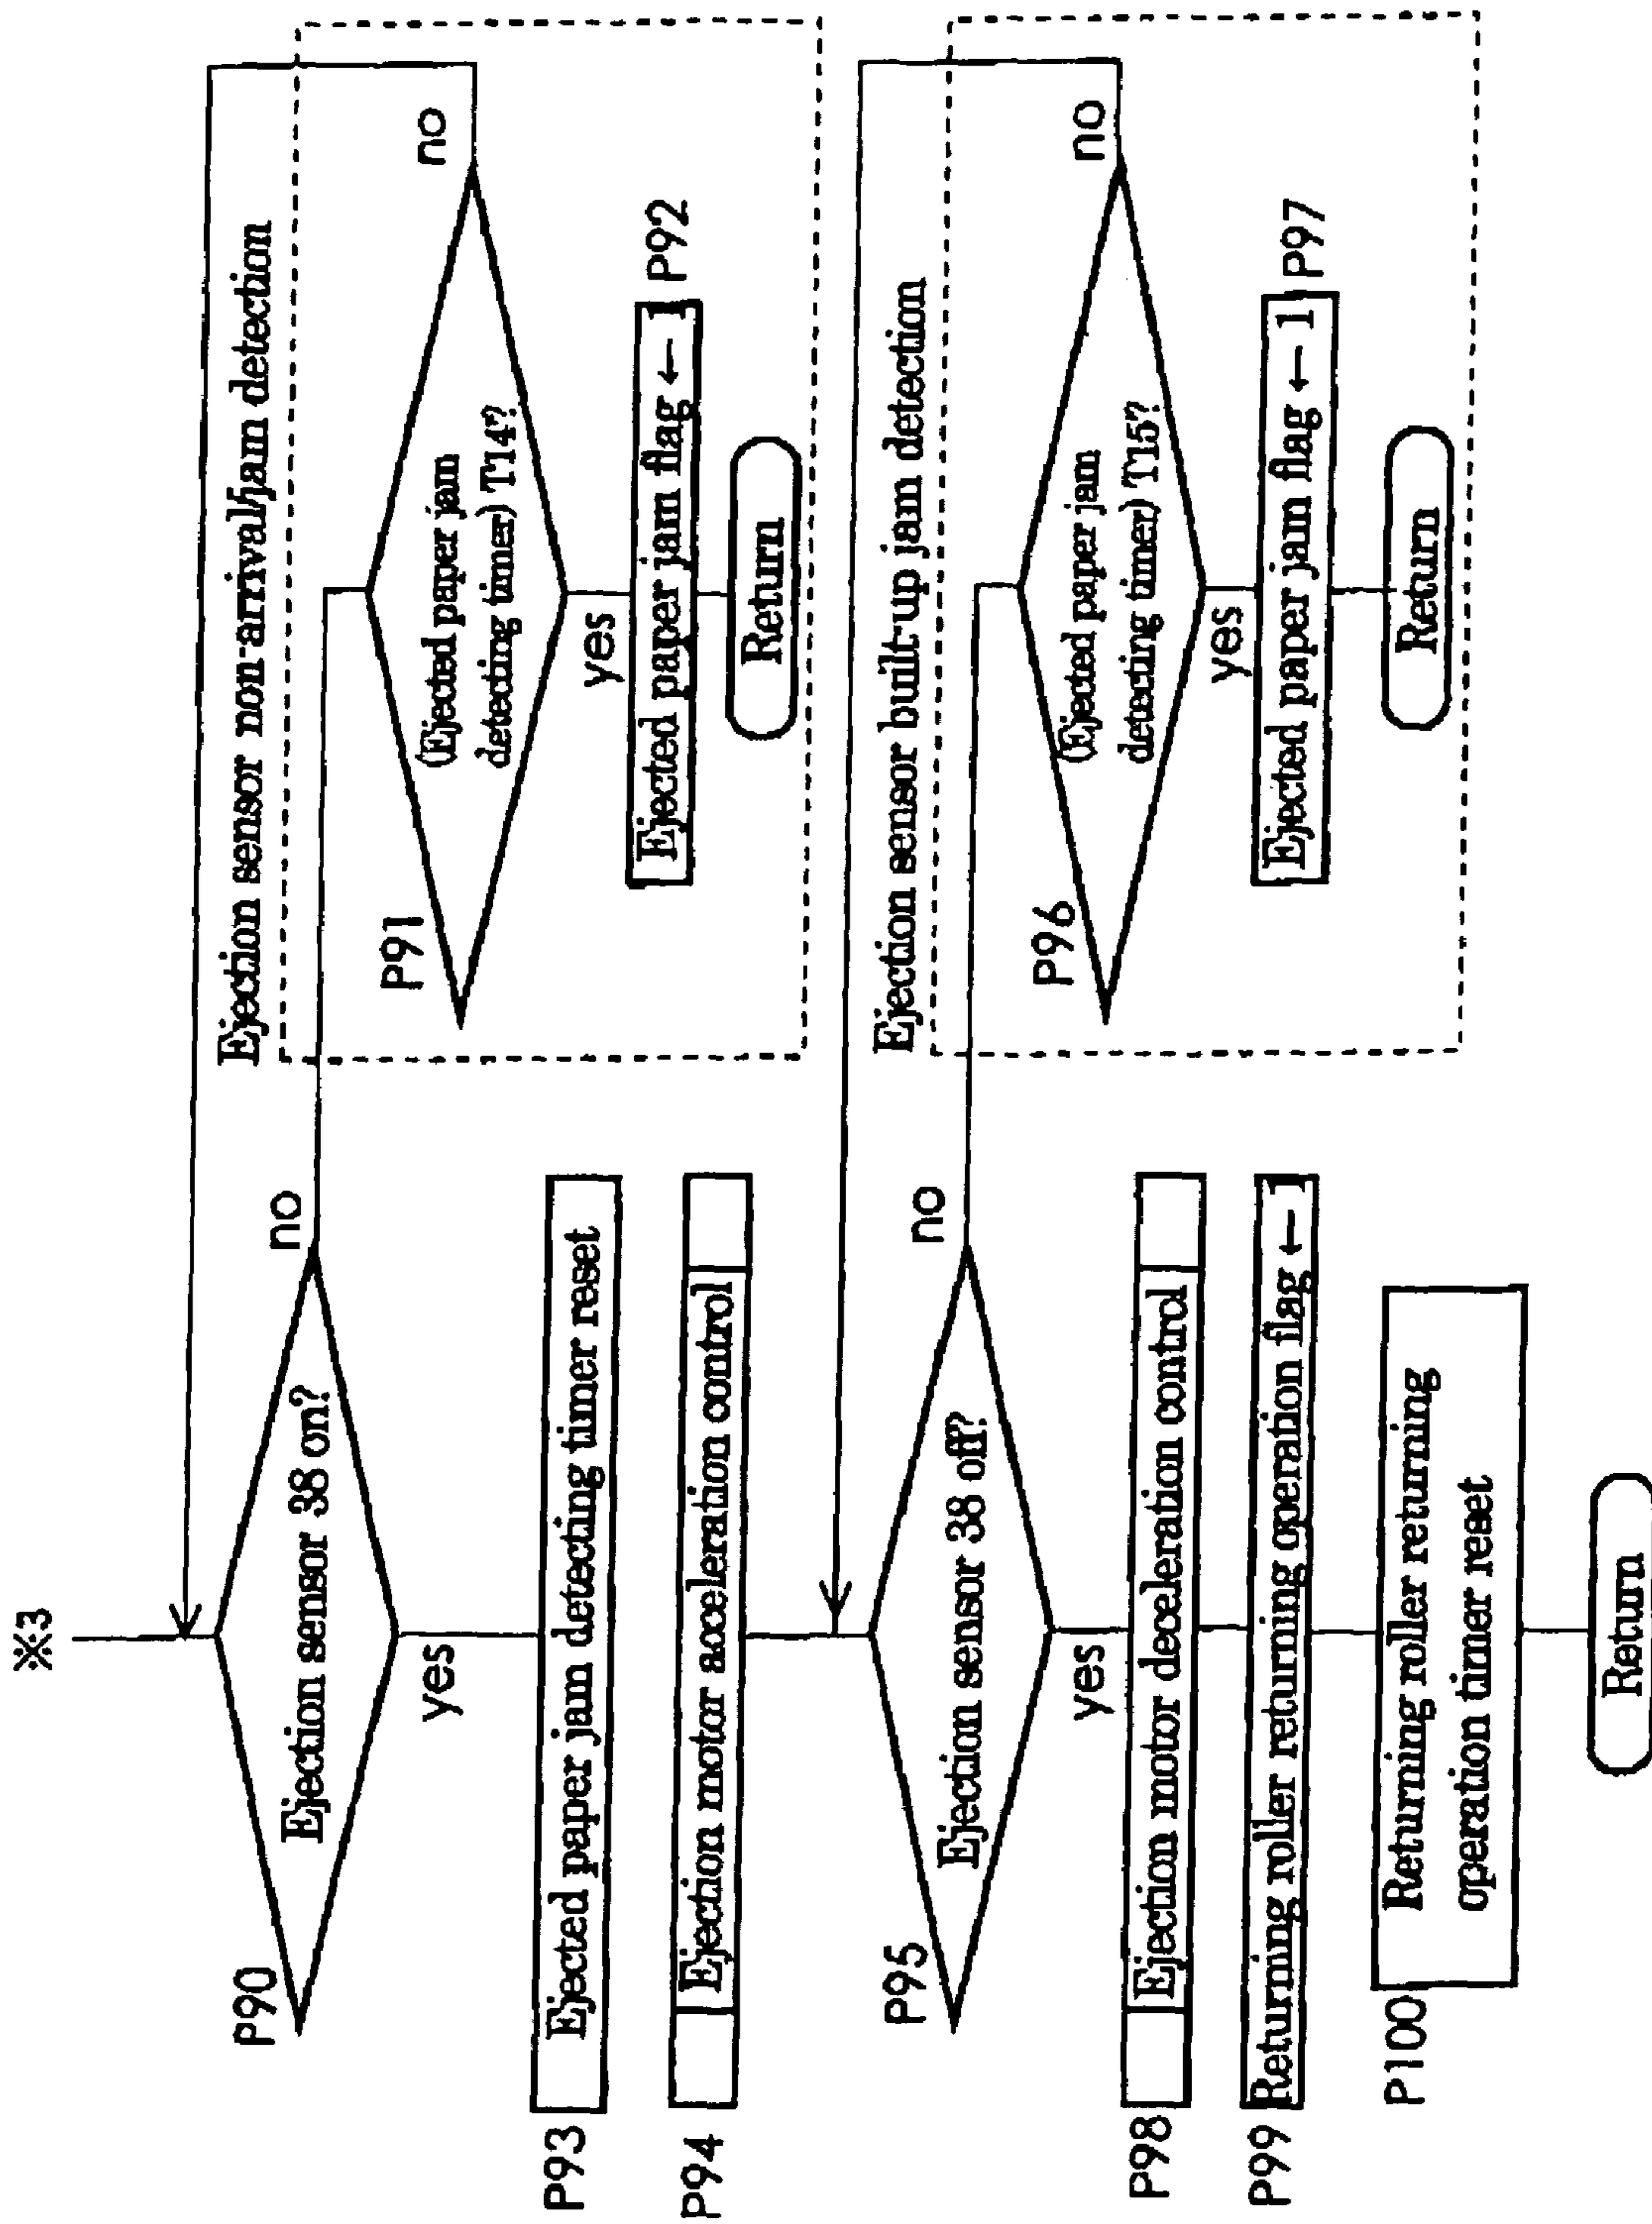 ※3
Ejection sensor non-arrival/jam detection
P90
Ejection sensor 38 on?
no
yes
P91
(Ejected paper jam
detecting timer) T14?
no
yes
Ejected paper jam flag ← 1
P92
Return
P93
Ejected paper jam detecting timer reset
P94
Ejection motor acceleration control
Ejection sensor built-up jam detection
P95
Ejection sensor 38 off?
no
yes
P96
(Ejected paper jam
detecting timer) T15?
no
yes
Ejected paper jam flag ← 1
P97
Return
P98
Ejection motor deceleration control
P99
Returning roller returning operation flag ← 1
P100
Returning roller returning
operation timer reset
Return